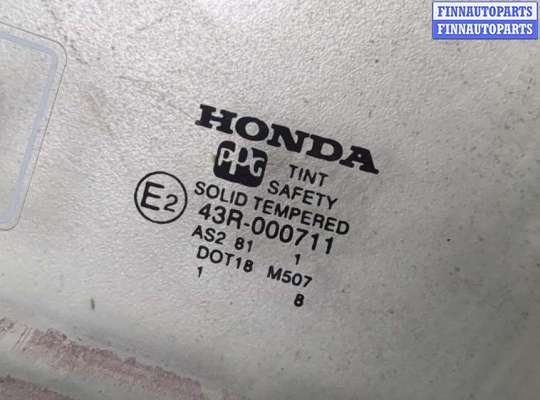 FINNAUTOPARTS
FINNAUTOPARTS
HONDA
PPG TINT
SAFETY
SOLID TEMPERED
E2 43R-000711
AS2 81 1
DOT18 M507
1 8